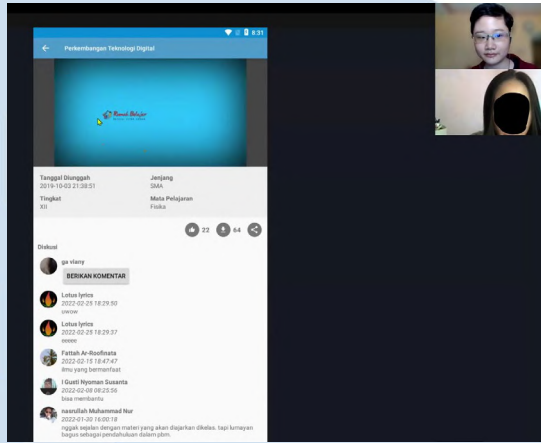 8:31
Perkembangan Teknologi Digital
Rumah Belajar
Tanggal Diunggah
2019-10-02 21:38:51
Jenjang
SMA
Tingkat
XII
Mata Pelajaran
Fisika
22
64
Diskusi
ga viany
BERIKAN KOMENTAR
Lotus lyrics
2022-02-25 18:29:50
uwow
Lotus lyrics
2022-02-25 18:29:37
eeeee
Fattah Ar-Roofinata
2022-02-15 18:47:47
ilmu yang bermanfaat
I Gusti Nyoman Susanta
2022-02-08 08:25:56
bisa membantu
nasrullah Muhammad Nur
2022-01-30 16:00:18
nggak sejalan dengan materi yang akan diajarkan dikelas. tapi lumayan
bagus sebagai pendahuluan dalam pbm.